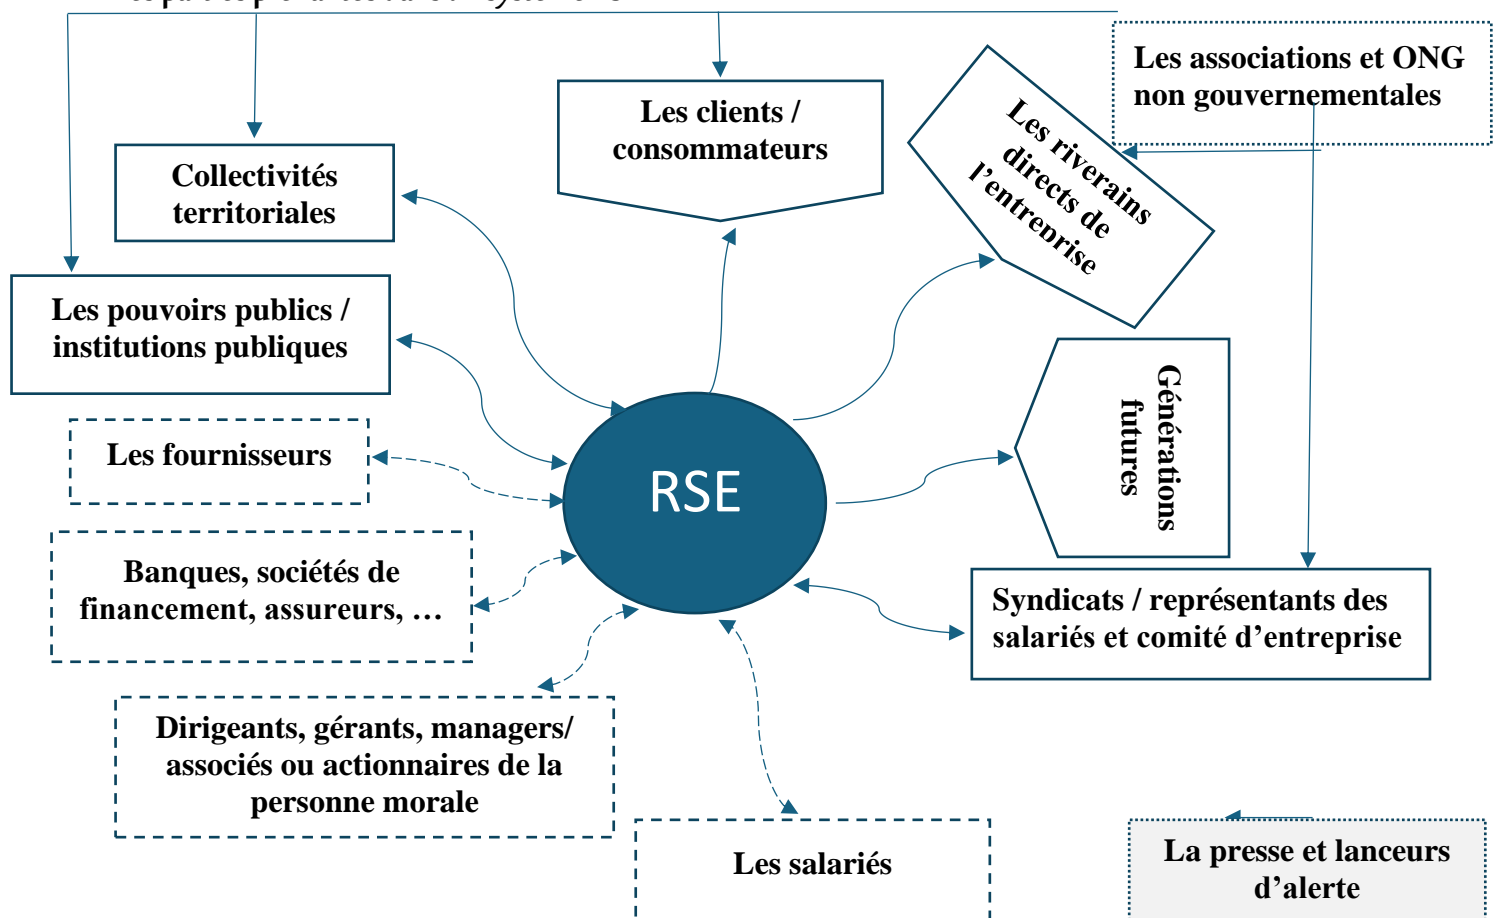 Les associations et ONG
non gouvernementales
Les clients /
consommateurs
Les riverains
directs de
l’entreprise
Collectivités
territoriales
Les pouvoirs publics /
institutions publiques
Générations
futures
Les fournisseurs
RSE
Banques, sociétés de
financement, assureurs, …
Syndicats / représentants des
salariés et comité d’entreprise
Dirigeants, gérants, managers/
associés ou actionnaires de la
personne morale
Les salariés
La presse et lanceurs
d’alerte